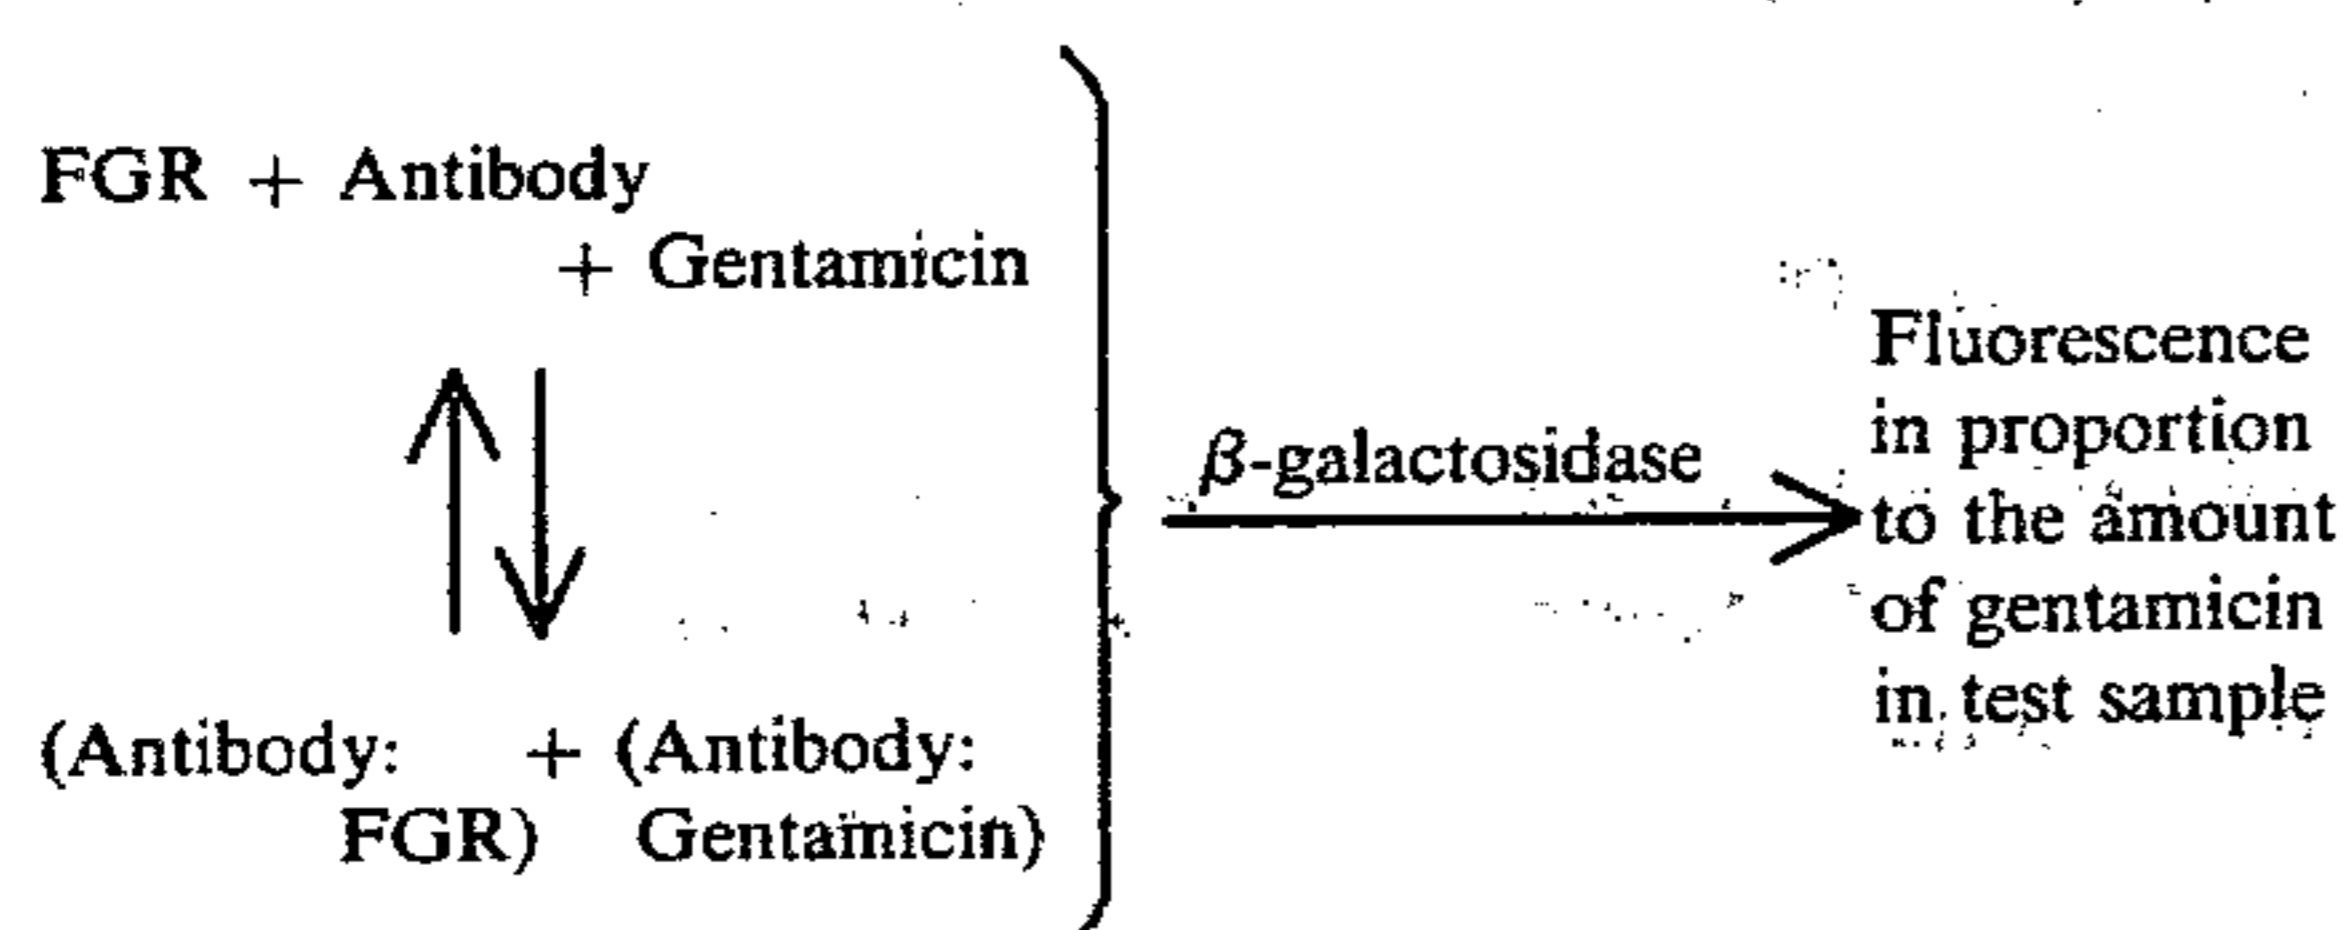 FGR + Antibody
+ Gentamicin
(Antibody: + (Antibody:
FGR) Gentamicin)
β-galactosidase
Fluorescence
in proportion
to the amount
of gentamicin
in test sample